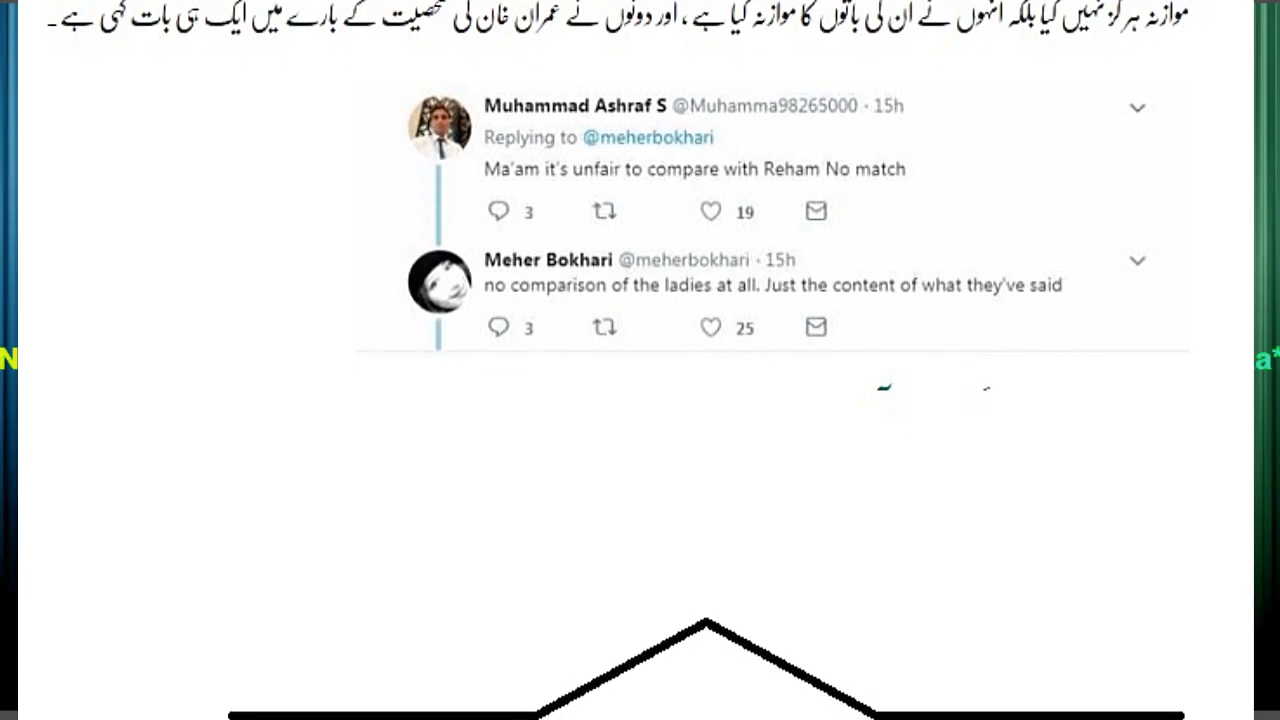 موازنہ ہرگز نہیں کیا بلکہ انہوں نے ان کی باتوں کا موازنہ کیا ہے ، اور دونوں نے عمران خان کی شخصیت کے بارے میں ایک ہی بات کہی ہے ۔
Muhammad Ashraf S @Muhamma98265000 · 15h
Replying to @meherbokhari
Ma'am it's unfair to compare with Reham No match
3 19
Meher Bokhari @meherbokhari · 15h
no comparison of the ladies at all. Just the content of what they've said
3 25
N
a*